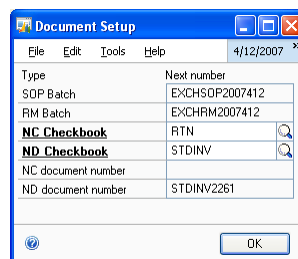 Document Setup
File Edit Tools Help 4/12/2007 »
Type Next number
SOP Batch EXCHSOP2007412
RM Batch EXCHRM2007412
NC Checkbook RTN
ND Checkbook STDINV
NC document number
ND document number STDINV2261
OK